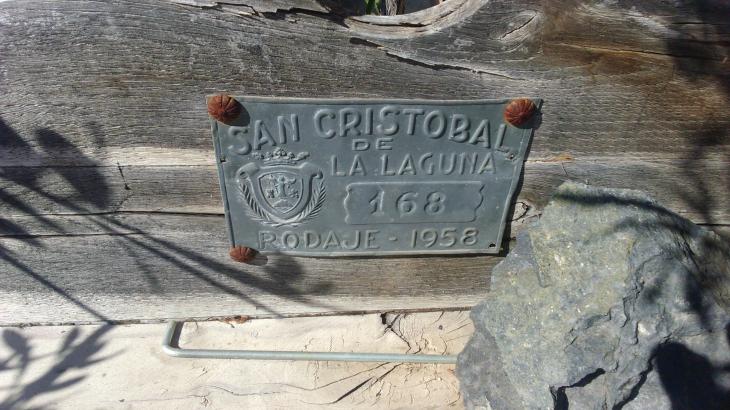 SAN CRISTOBAL
DE
LA LAGUNA
168
RODAJE - 1958